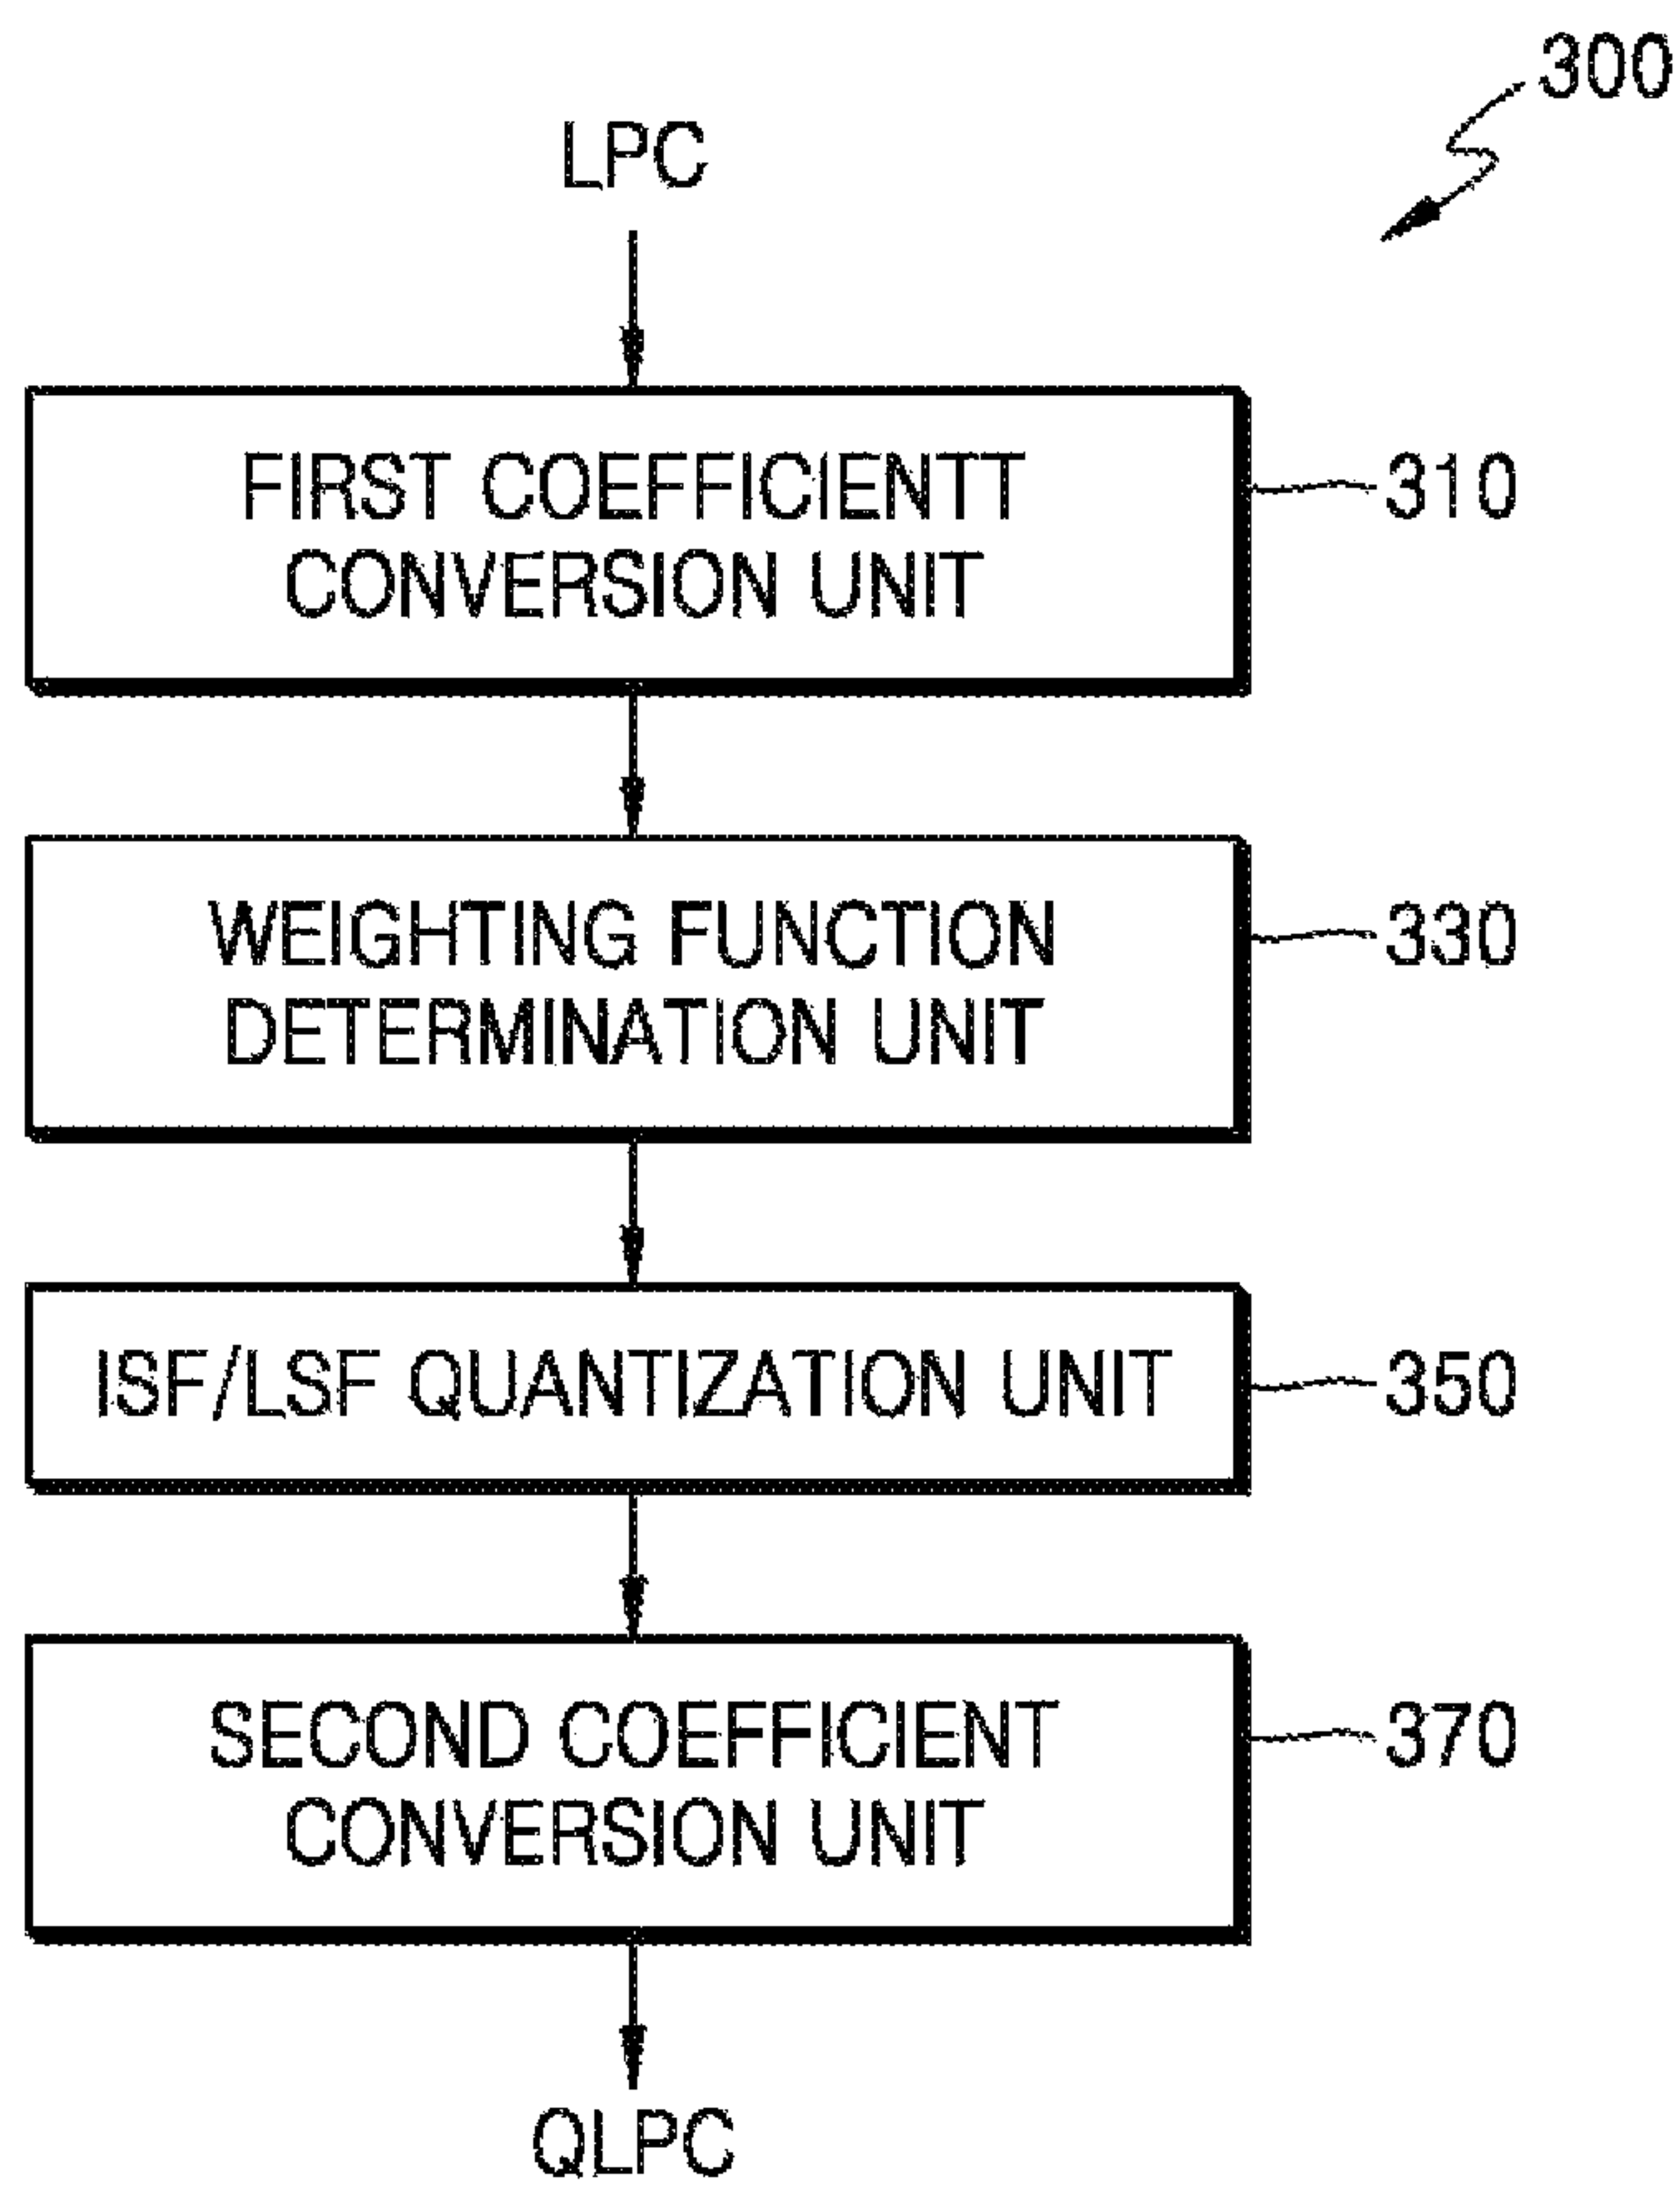 300
LPC
FIRST COEFFICIENTT
CONVERSION UNIT
310
WEIGHTING FUNCTION
DETERMINATION UNIT
330
ISF/LSF QUANTIZATION UNIT
350
SECOND COEFFICIENT
CONVERSION UNIT
370
QLPC